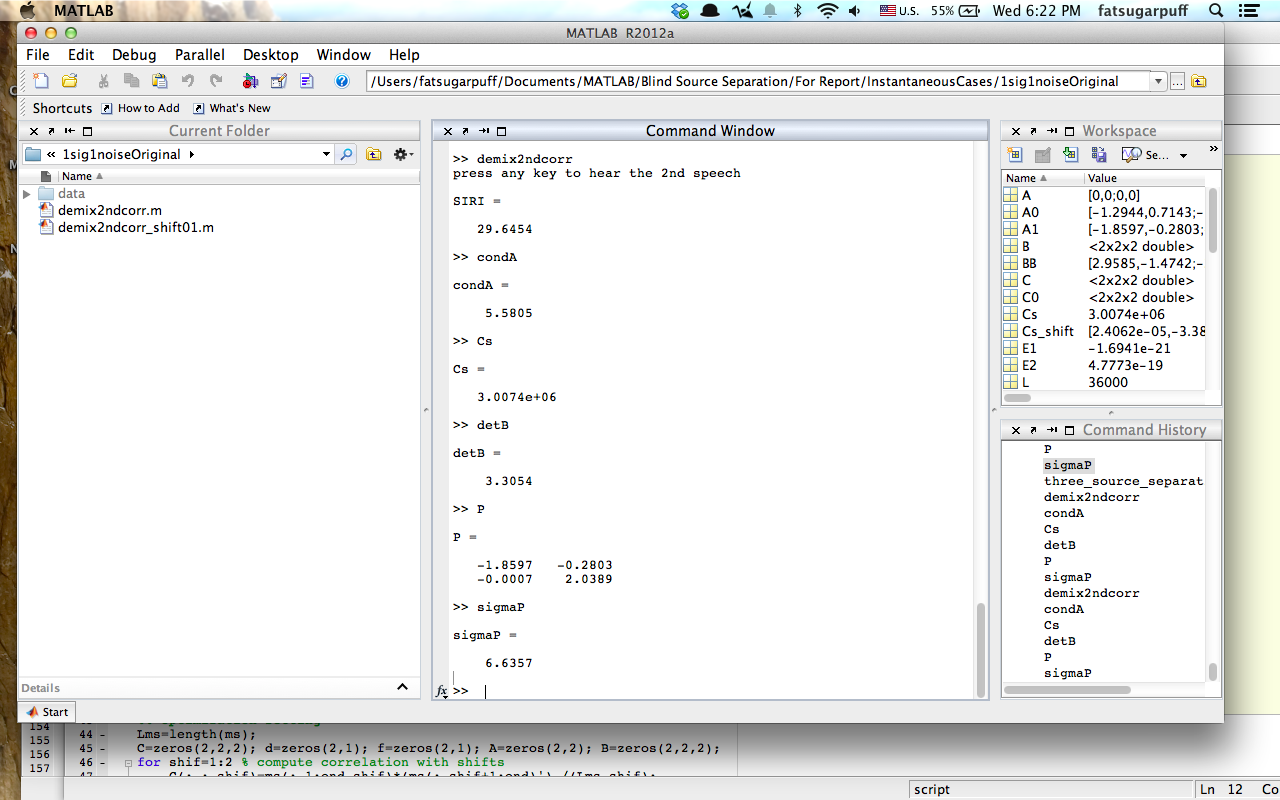 MATLAB U.S. 55% Wed 6:22 PM fatsugarpuff
MATLAB R2012a
File Edit Debug Parallel Desktop Window Help
/Users/fatsugarpuff/Documents/MATLAB/Blind Source Separation/For Report/InstantaneousCases/1sig1noiseOriginal
Shortcuts How to Add What's New
Current Folder
« 1sig1noiseOriginal
Name
data
demix2ndcorr.m
demix2ndcorr_shift01.m
Details
Start
Command Window
>> demix2ndcorr
press any key to hear the 2nd speech
SIRI =
29.6454
>> condA
condA =
5.5805
>> Cs
Cs =
3.0074e+06
>> detB
detB =
3.3054
>> P
P =
-1.8597 -0.2803
-0.0007 2.0389
>> sigmaP
sigmaP =
6.6357
fx >>
Workspace
Se... »
Name Value
A [0,0;0,0]
A0 [-1.2944,0.7143;-
A1 [-1.8597,-0.2803;
B <2x2x2 double>
BB [2.9585,-1.4742;-
C <2x2x2 double>
C0 <2x2x2 double>
Cs 3.0074e+06
Cs_shift [2.4062e-05,-3.38
E1 -1.6941e-21
E2 4.7773e-19
L 36000
Command History
P
sigmaP
three_source_separat
demix2ndcorr
condA
Cs
detB
P
sigmaP
demix2ndcorr
condA
Cs
detB
P
sigmaP
154
155
156
157
44 - Lms=length(ms);
45 - C=zeros(2,2,2); d=zeros(2,1); f=zeros(2,1); A=zeros(2,2); B=zeros(2,2,2);
46 - for shif=1:2 % compute correlation with shifts
script Ln 12 Co